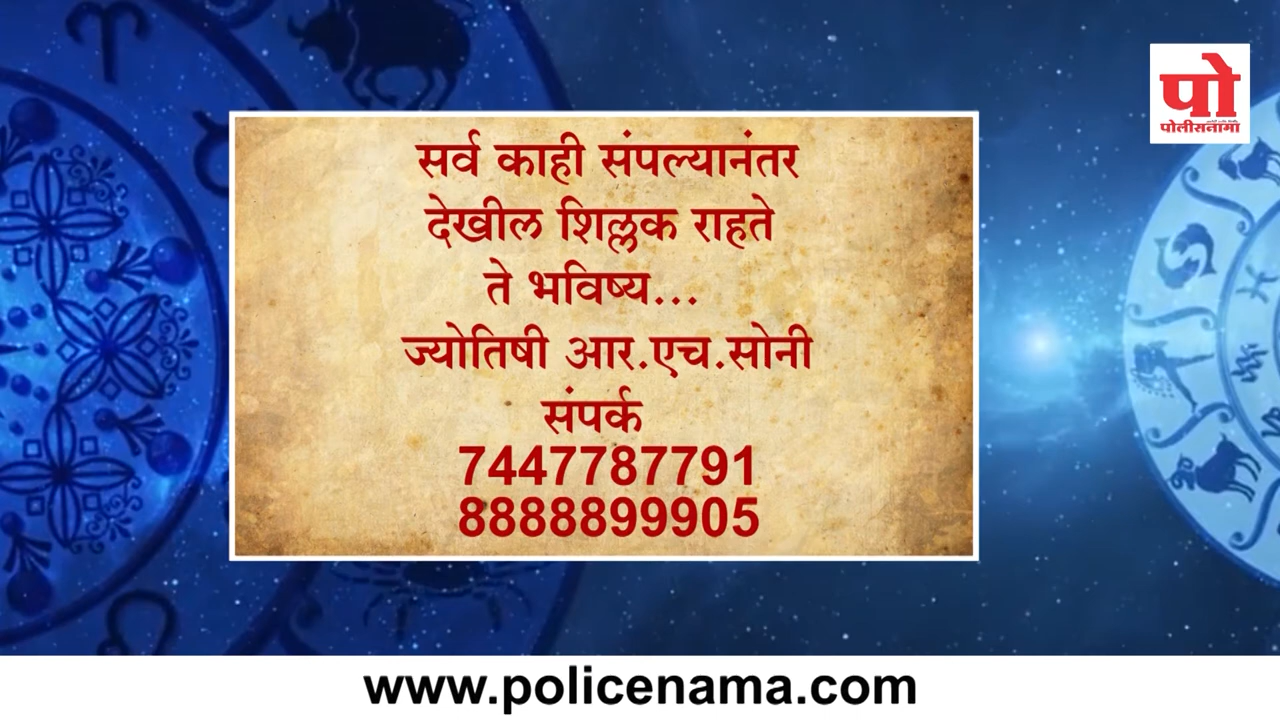 पो
पोलीसनामा
सर्व काही संपल्यानंतर
देखील शिल्लक राहते
ते भविष्य...
ज्योतिषी आर.एच.सोनी
संपर्क
7447787791
8888899905
www.policenama.com